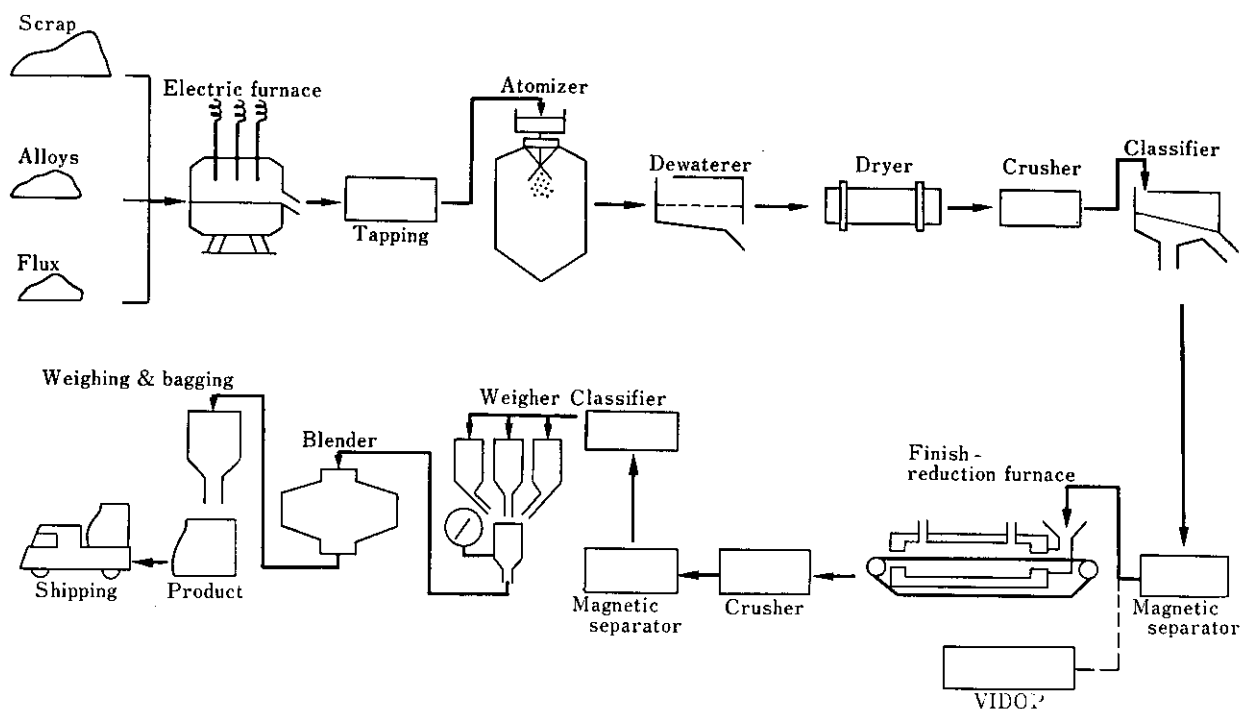 Scrap
Electric furnace
Atomizer
Alloys
Dewaterer
Dryer
Crusher
Classifier
Tapping
Flux
Weighing & bagging
Weigher Classifier
Blender
Finish-
reduction furnace
Shipping
Product
Magnetic
separator
Crusher
Magnetic
separator
VIDOP